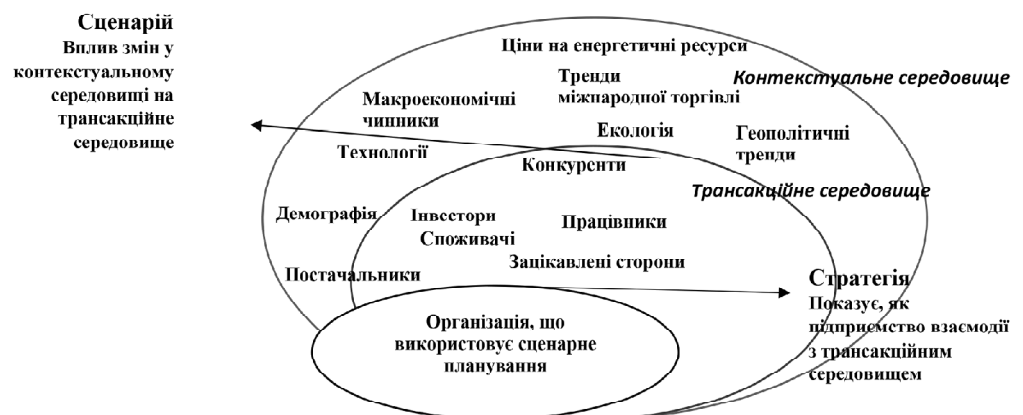 Сценарій
Вплив змін у
контекстуальному
середовищі на
трансакційне
середовище
Ціни на енергетичні ресурси
Тренди
міжнародної торгівлі
Контекстуальне середовище
Макроекономічні
чинники
Екологія
Геополітичні
тренди
Технології
Конкуренти
Трансакційне середовище
Демографія
Інвестори
Споживачі
Працівники
Зацікавлені сторони
Постачальники
Стратегія
Показує, як
підприємство взаємодії
з трансакційним
середовищем
Організація, що
використовує сценарне
планування